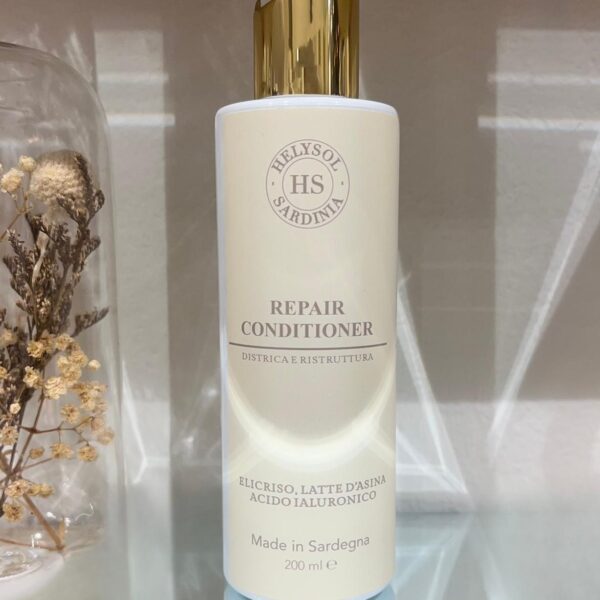 HELYSOL
HS
SARDINIA
REPAIR
CONDITIONER
DISTRICA E RISTRUTTURA
ELICRISO, LATTE D'ASINA
ACIDO IALURONICO
Made in Sardegna
200 ml ℮